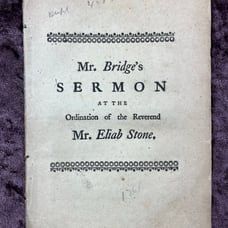 Mr. Bridge's
SERMON
AT THE
Ordination of the Reverend
Mr. Eliab Stone.